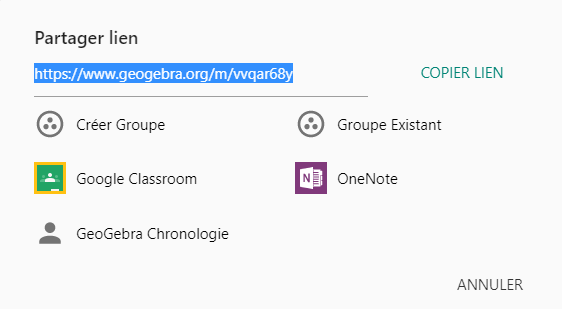 Partager lien
https://www.geogebra.org/m/vvqar68y
COPIER LIEN
Créer Groupe
Groupe Existant
Google Classroom
N
OneNote
GeoGebra Chronologie
ANNULER